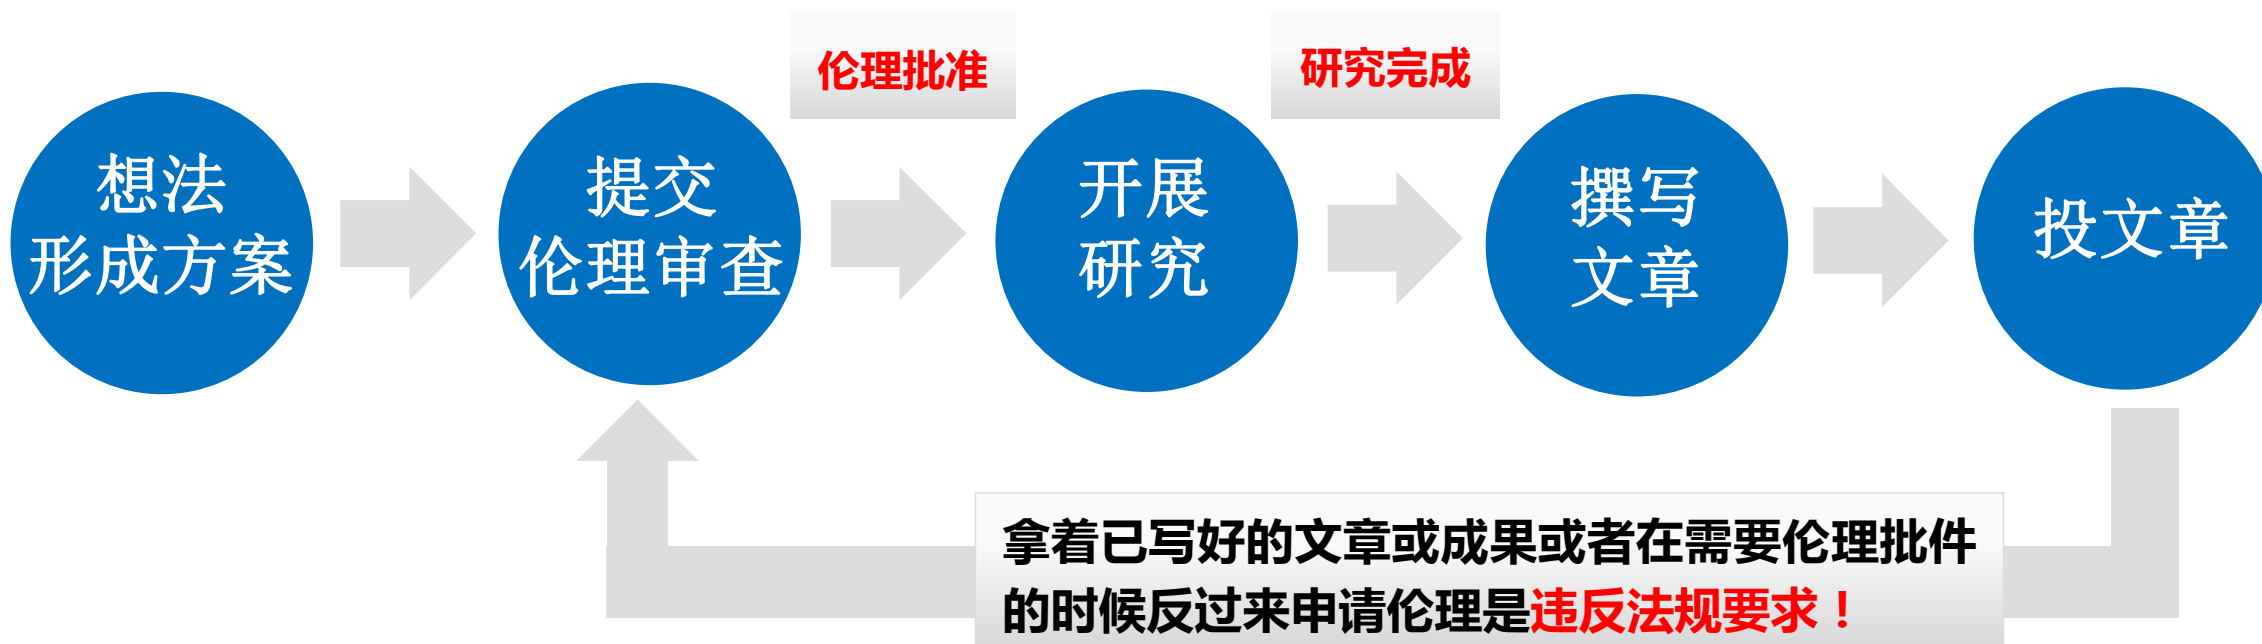 伦理批准
研究完成
想法
形成方案
提交
伦理审查
开展
研究
撰写
文章
投文章
拿着已写好的文章或成果或者在需要伦理批件
的时候反过来申请伦理是违反法规要求！